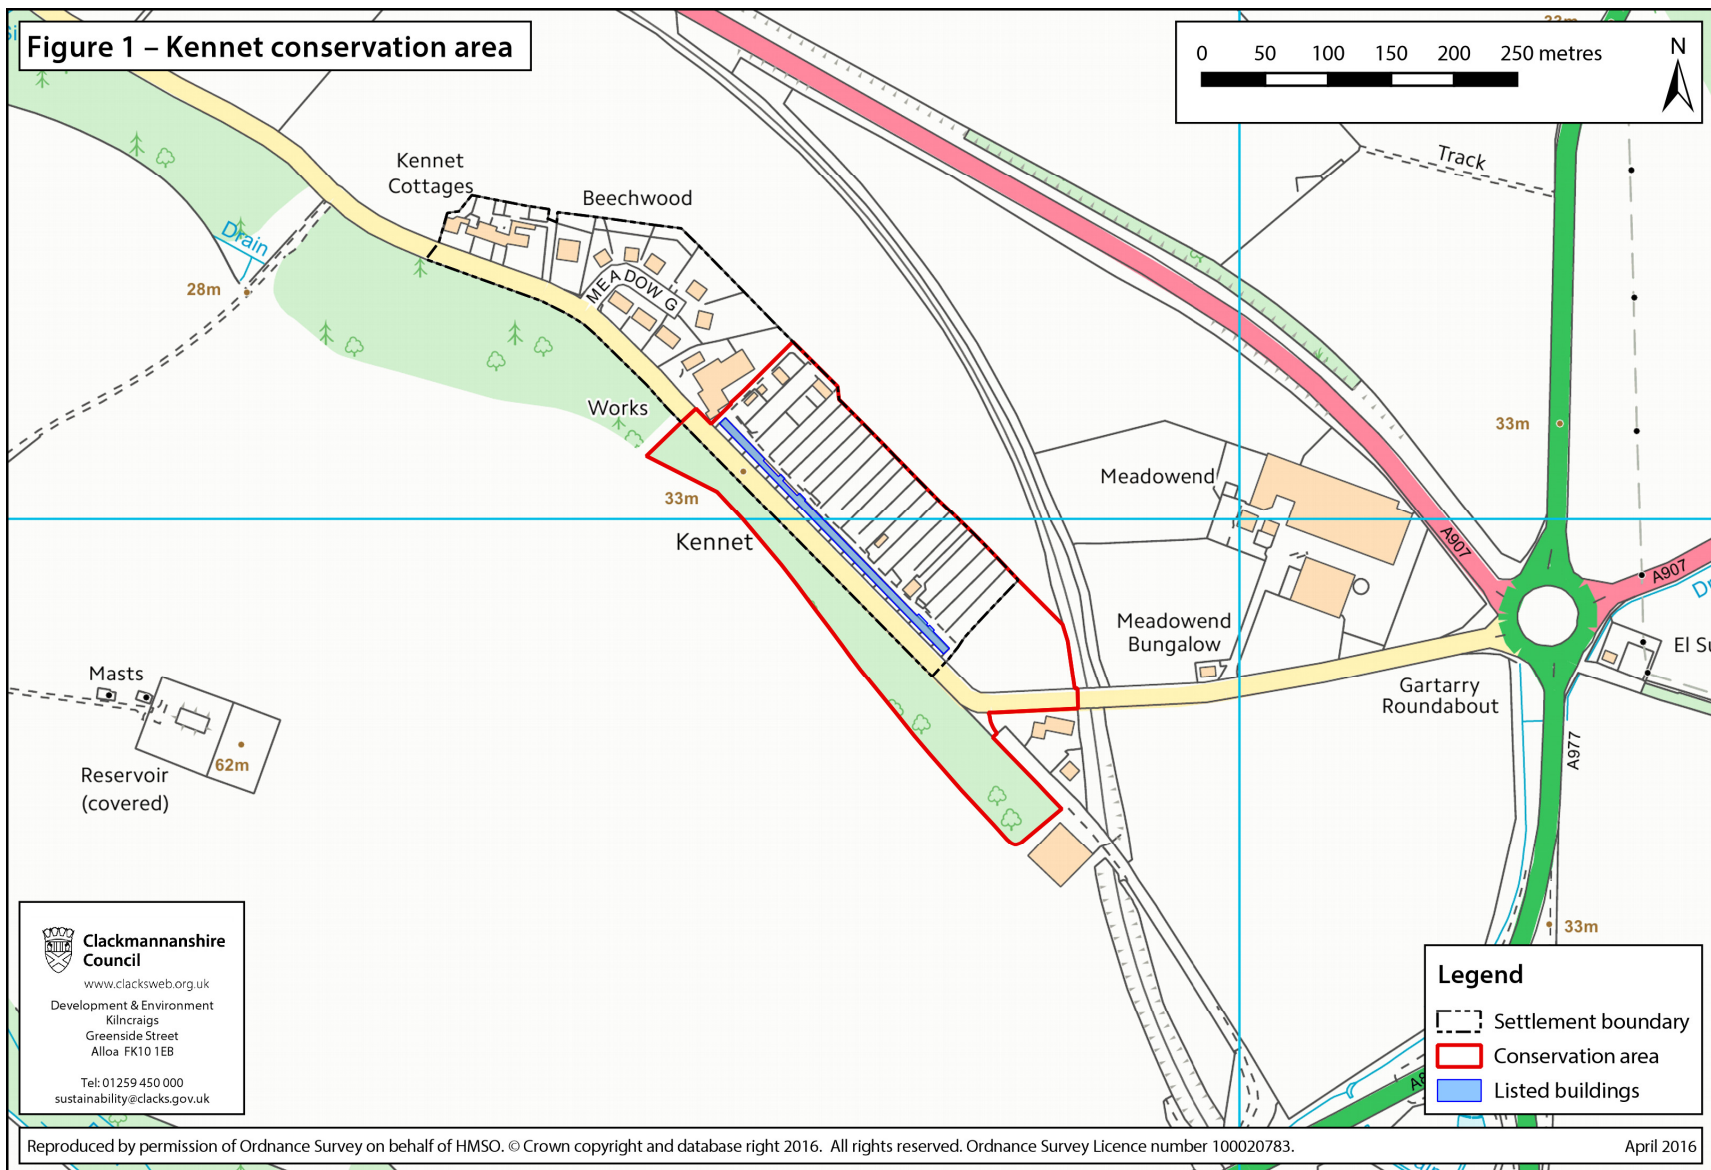 Figure 1 – Kennet conservation area
0 50 100 150 200 250 metres
N
Kennet
Cottages
Beechwood
Track
Drain
MEADOW G
28m
Works
33m
33m
Meadowend
Kennet
A907
A907
Meadowend
Bungalow
Masts
Gartarry
Roundabout
A977
62m
Reservoir
(covered)
33m
Clackmannanshire
Council
www.clacksweb.org.uk
Development & Environment
Kilncraigs
Greenside Street
Alloa FK10 1EB
Tel: 01259 450 000
sustainability@clacks.gov.uk
Legend
Settlement boundary
Conservation area
Listed buildings
Reproduced by permission of Ordnance Survey on behalf of HMSO. © Crown copyright and database right 2016. All rights reserved. Ordnance Survey Licence number 100020783.
April 2016